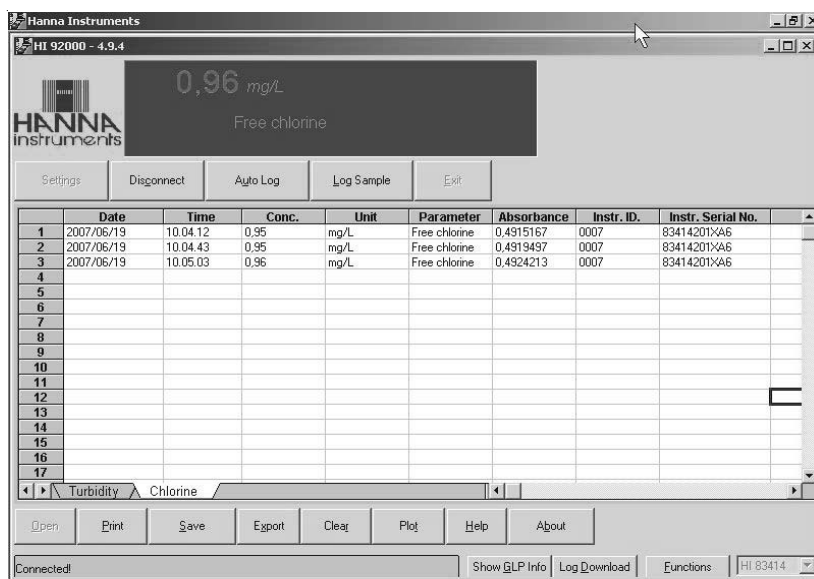 Hanna Instruments
HI 92000 - 4.9.4
HANNA
instruments
0,96 mg/L
Free chlorine
Settings Disconnect Auto Log Log Sample Exit
Date Time Conc. Unit Parameter Absorbance Instr. ID. Instr. Serial No.
1 2007/06/19 10.04.12 0,95 mg/L Free chlorine 0,4915167 0007 83414201XA6
2 2007/06/19 10.04.43 0,95 mg/L Free chlorine 0,4919497 0007 83414201XA6
3 2007/06/19 10.05.03 0,96 mg/L Free chlorine 0,4924213 0007 83414201XA6
4
5
6
7
8
9
10
11
12
13
14
15
16
17
Turbidity Chlorine
Open Print Save Export Clear Plot Help About
Connected! Show GLP Info Log Download Functions HI 83414